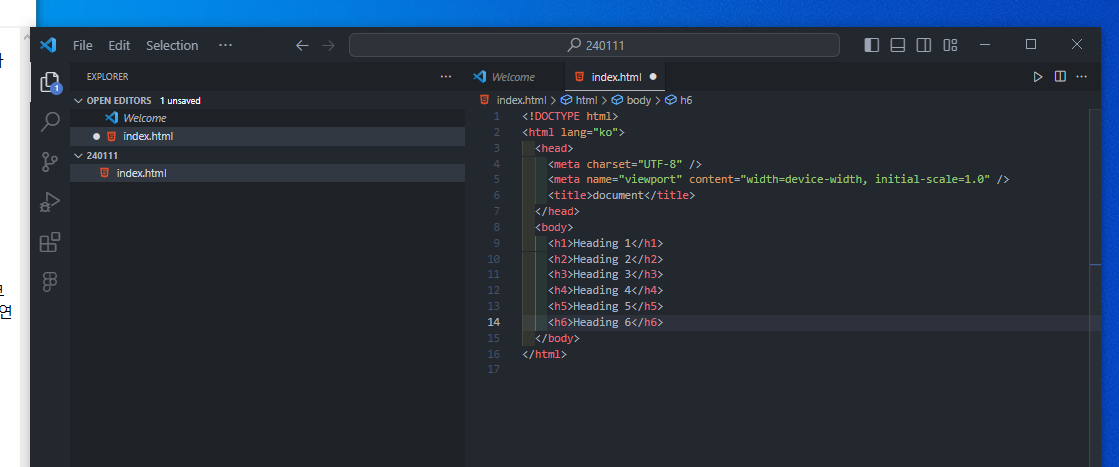 File Edit Selection ··· 240111
EXPLORER ···
OPEN EDITORS 1 unsaved
Welcome
index.html
240111
index.html
1
Welcome index.html
index.html > html > body > h6
1 <!DOCTYPE html>
2 <html lang="ko">
3 <head>
4 <meta charset="UTF-8" />
5 <meta name="viewport" content="width=device-width, initial-scale=1.0" />
6 <title>document</title>
7 </head>
8 <body>
9 <h1>Heading 1</h1>
10 <h2>Heading 2</h2>
11 <h3>Heading 3</h3>
12 <h4>Heading 4</h4>
13 <h5>Heading 5</h5>
14 <h6>Heading 6</h6>
15 </body>
16 </html>
17
연